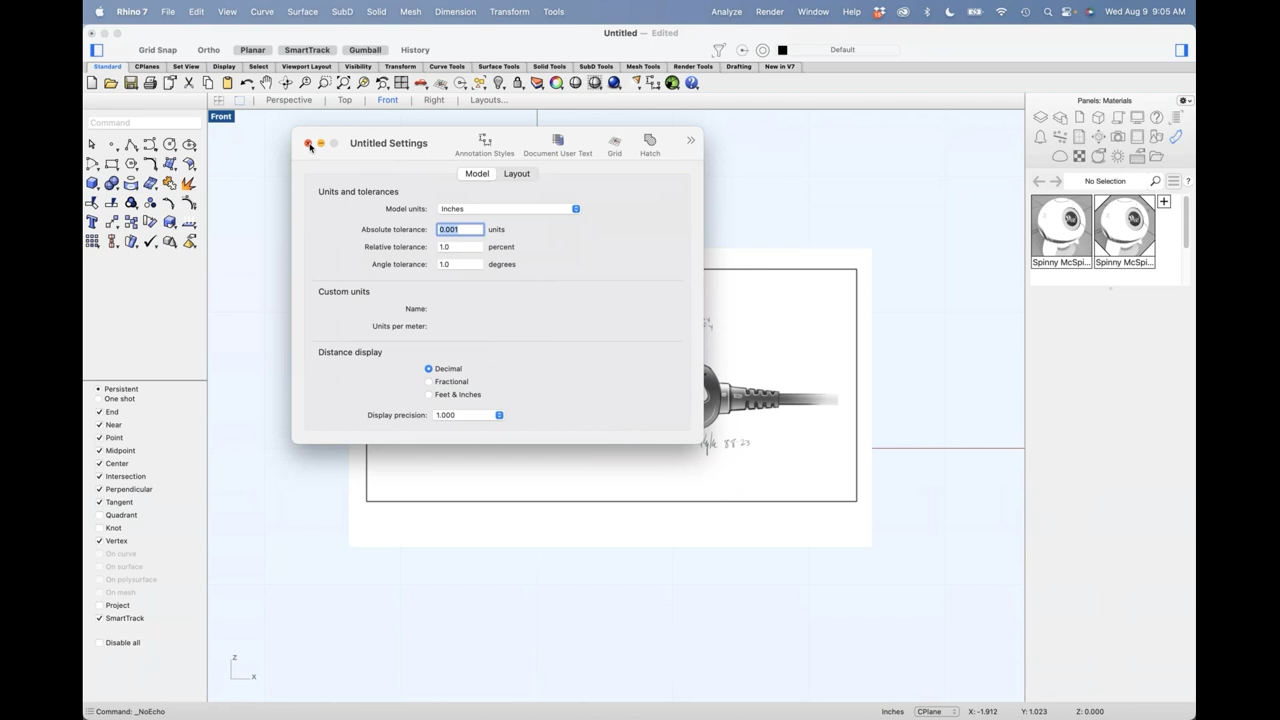 Rhino 7 File Edit View Curve Surface SubD Solid Mesh Dimension Transform Tools Analyze Render Window Help Wed Aug 9 9:05 AM
Untitled — Edited
Grid Snap Ortho Planar SmartTrack Gumball History Default
Standard CPlanes Set View Display Select Viewport Layout Visibility Transform Curve Tools Surface Tools Solid Tools SubD Tools Mesh Tools Render Tools Drafting New in V7
Perspective Top Front Right Layouts...
Panels: Materials
Front
Command
Untitled Settings
Annotation Styles Document User Text Grid Hatch
»
Model Layout
No Selection
?
Units and tolerances
Model units: Inches
Absolute tolerance: 0.001 units
Relative tolerance: 1.0 percent
Angle tolerance: 1.0 degrees
Spinny McSpi... Spinny McSpi...
Custom units
Name:
Units per meter:
Distance display
Decimal
Fractional
Feet & Inches
Display precision: 1.000
Persistent
One shot
End
Near
Point
Midpoint
Center
Intersection
Perpendicular
Tangent
Quadrant
Knot
Vertex
On curve
On surface
On polysurface
On mesh
Project
SmartTrack
Disable all
88 23
z
x
Command: _NoEcho
Inches CPlane X: -1.912 Y: 1.023 Z: 0.000